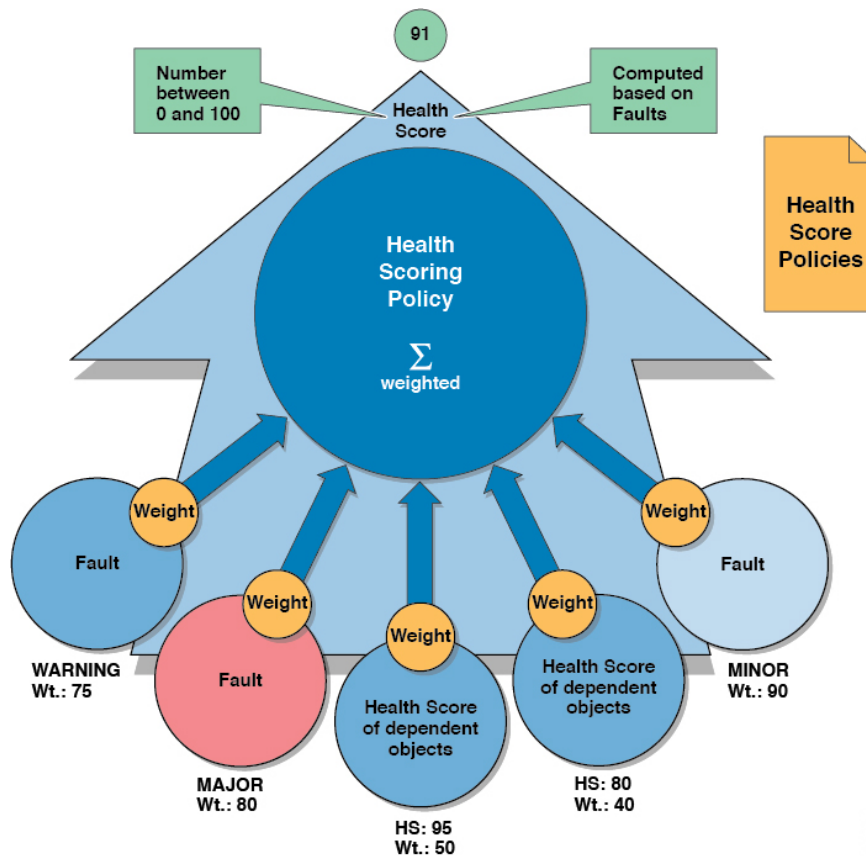 91
Number
between
0 and 100
Health
Score
Computed
based on
Faults
Health
Score
Policies
Health
Scoring
Policy
Σ
weighted
Weight
Fault
WARNING
Wt.: 75
Weight
Fault
MAJOR
Wt.: 80
Weight
Health Score
of dependent
objects
HS: 95
Wt.: 50
Weight
Health Score
of dependent
objects
HS: 80
Wt.: 40
Weight
Fault
MINOR
Wt.: 90